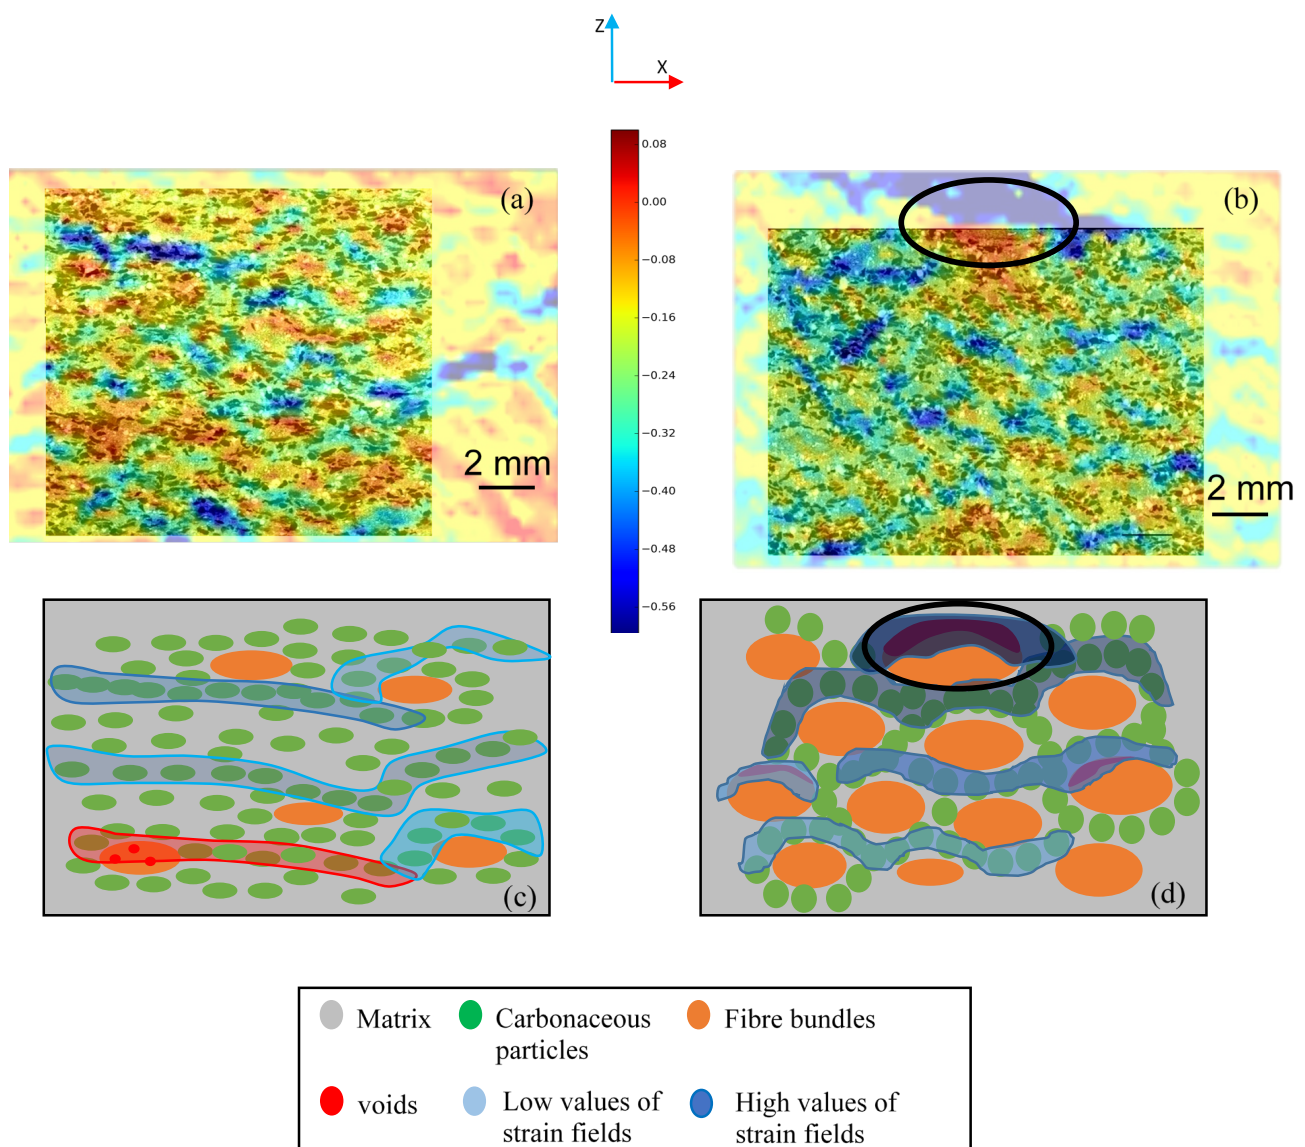 Z
X
0.08
0.00
−0.08
−0.16
−0.24
−0.32
−0.40
−0.48
−0.56
(a)
2 mm
(b)
2 mm
(c)
(d)
Matrix
Carbonaceous
particles
Fibre bundles
voids
Low values of
strain fields
High values of
strain fields